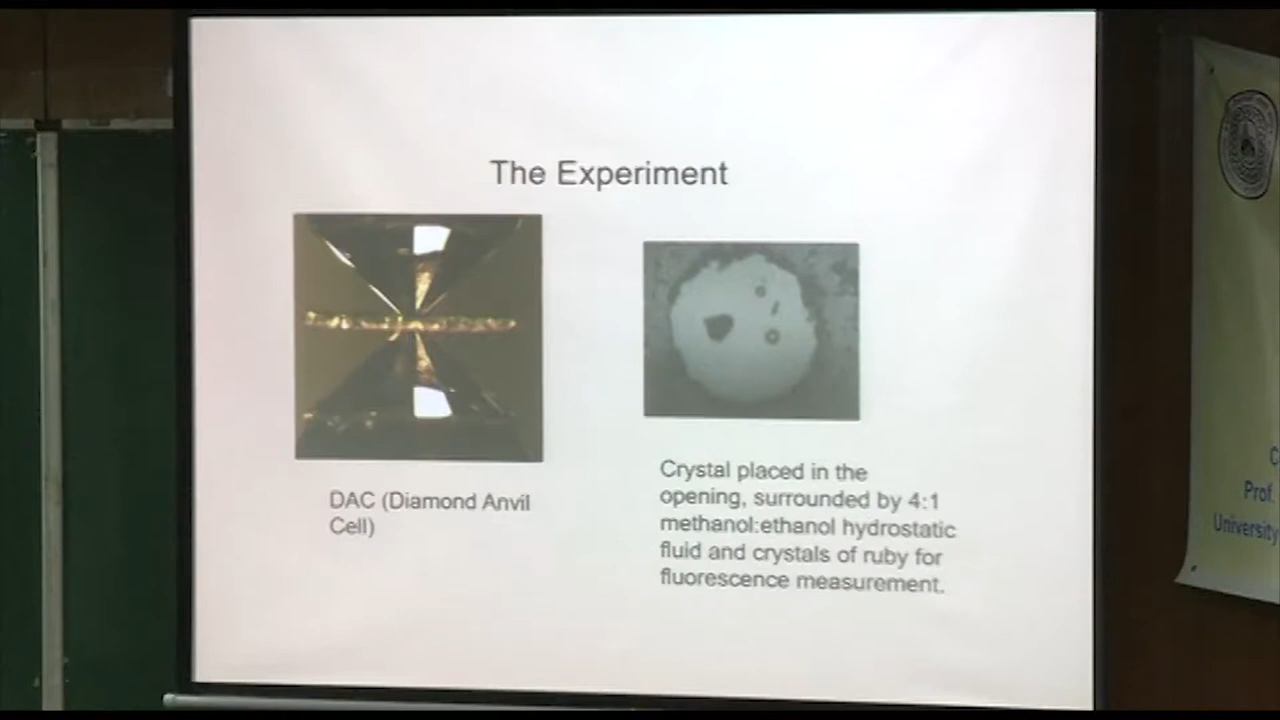 The Experiment
DAC (Diamond Anvil
Cell)
Crystal placed in the
opening, surrounded by 4:1
methanol:ethanol hydrostatic
fluid and crystals of ruby for
fluorescence measurement.
Prof.
University